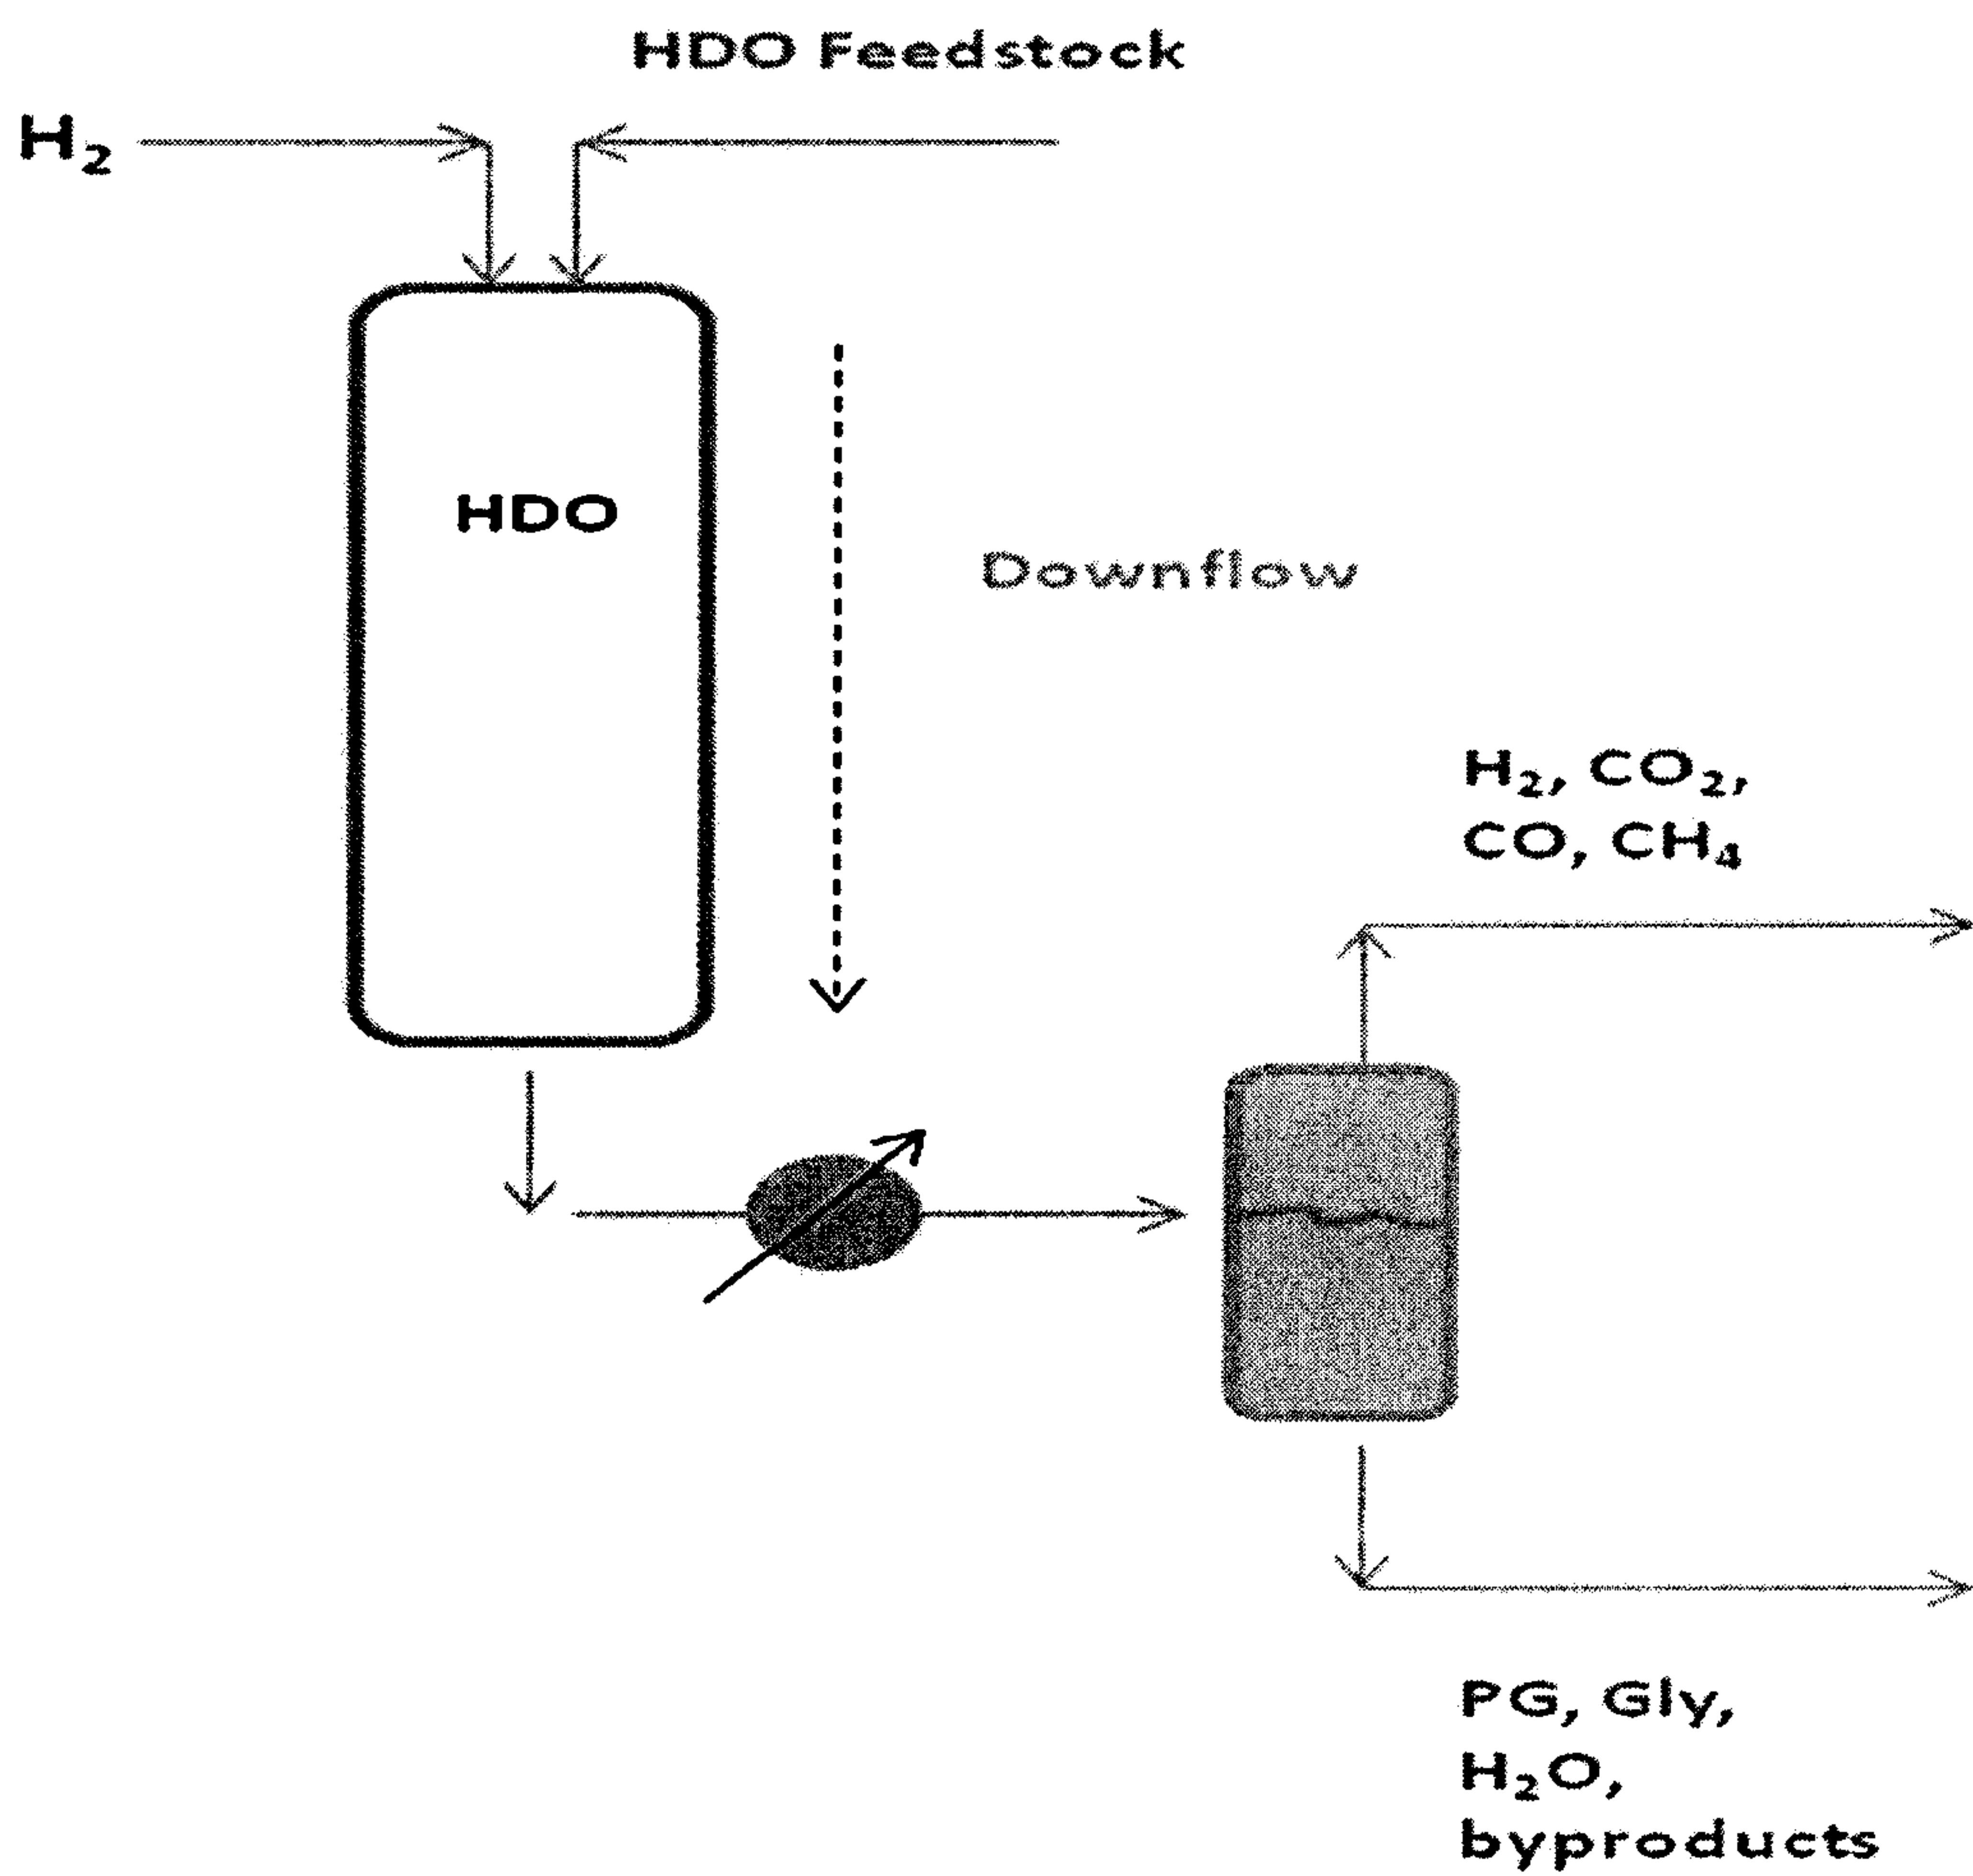 HDO Feedstock
H₂
HDO
Downflow
H₂, CO₂,
CO, CH₄
PG, Gly,
H₂O,
byproducts